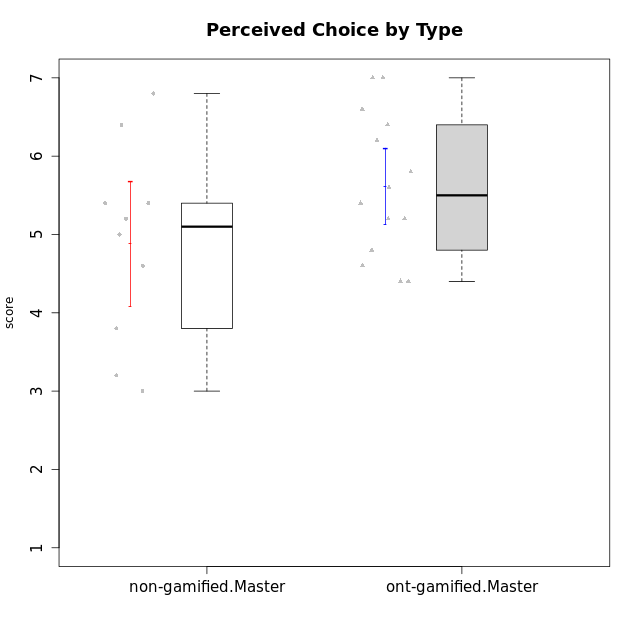 Perceived Choice by Type
7
6
5
4
3
2
1
score
non-gamified.Master
ont-gamified.Master